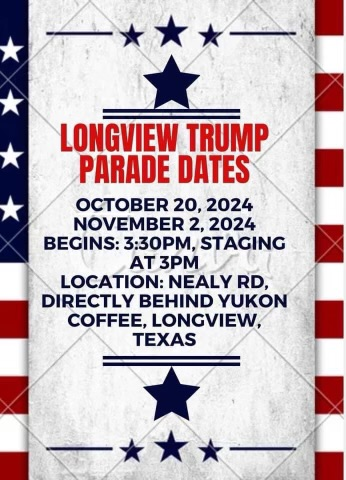 LONGVIEW TRUMP
PARADE DATES
OCTOBER 20, 2024
NOVEMBER 2, 2024
BEGINS: 3:30PM, STAGING
AT 3PM
LOCATION: NEALY RD,
DIRECTLY BEHIND YUKON
COFFEE, LONGVIEW,
TEXAS